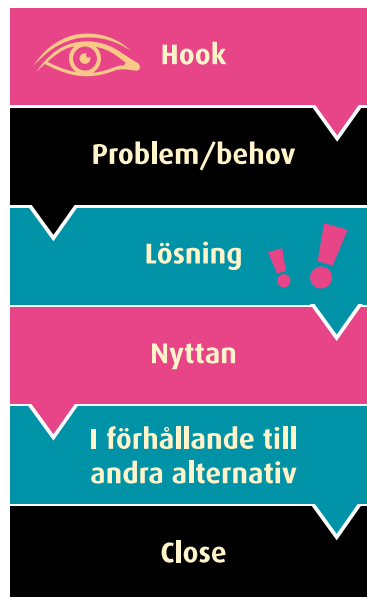 Hook
Problem/behov
Lösning
Nyttan
I förhållande till
andra alternativ
Close